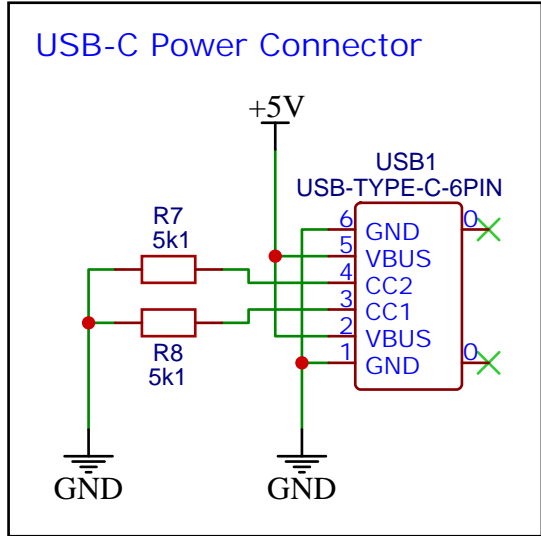 USB-C Power Connector
+5V
USB1
USB-TYPE-C-6PIN
R7
5k1
6 GND 0
5 VBUS
4 CC2
3 CC1
2 VBUS
1 GND 0
R8
5k1
GND
GND